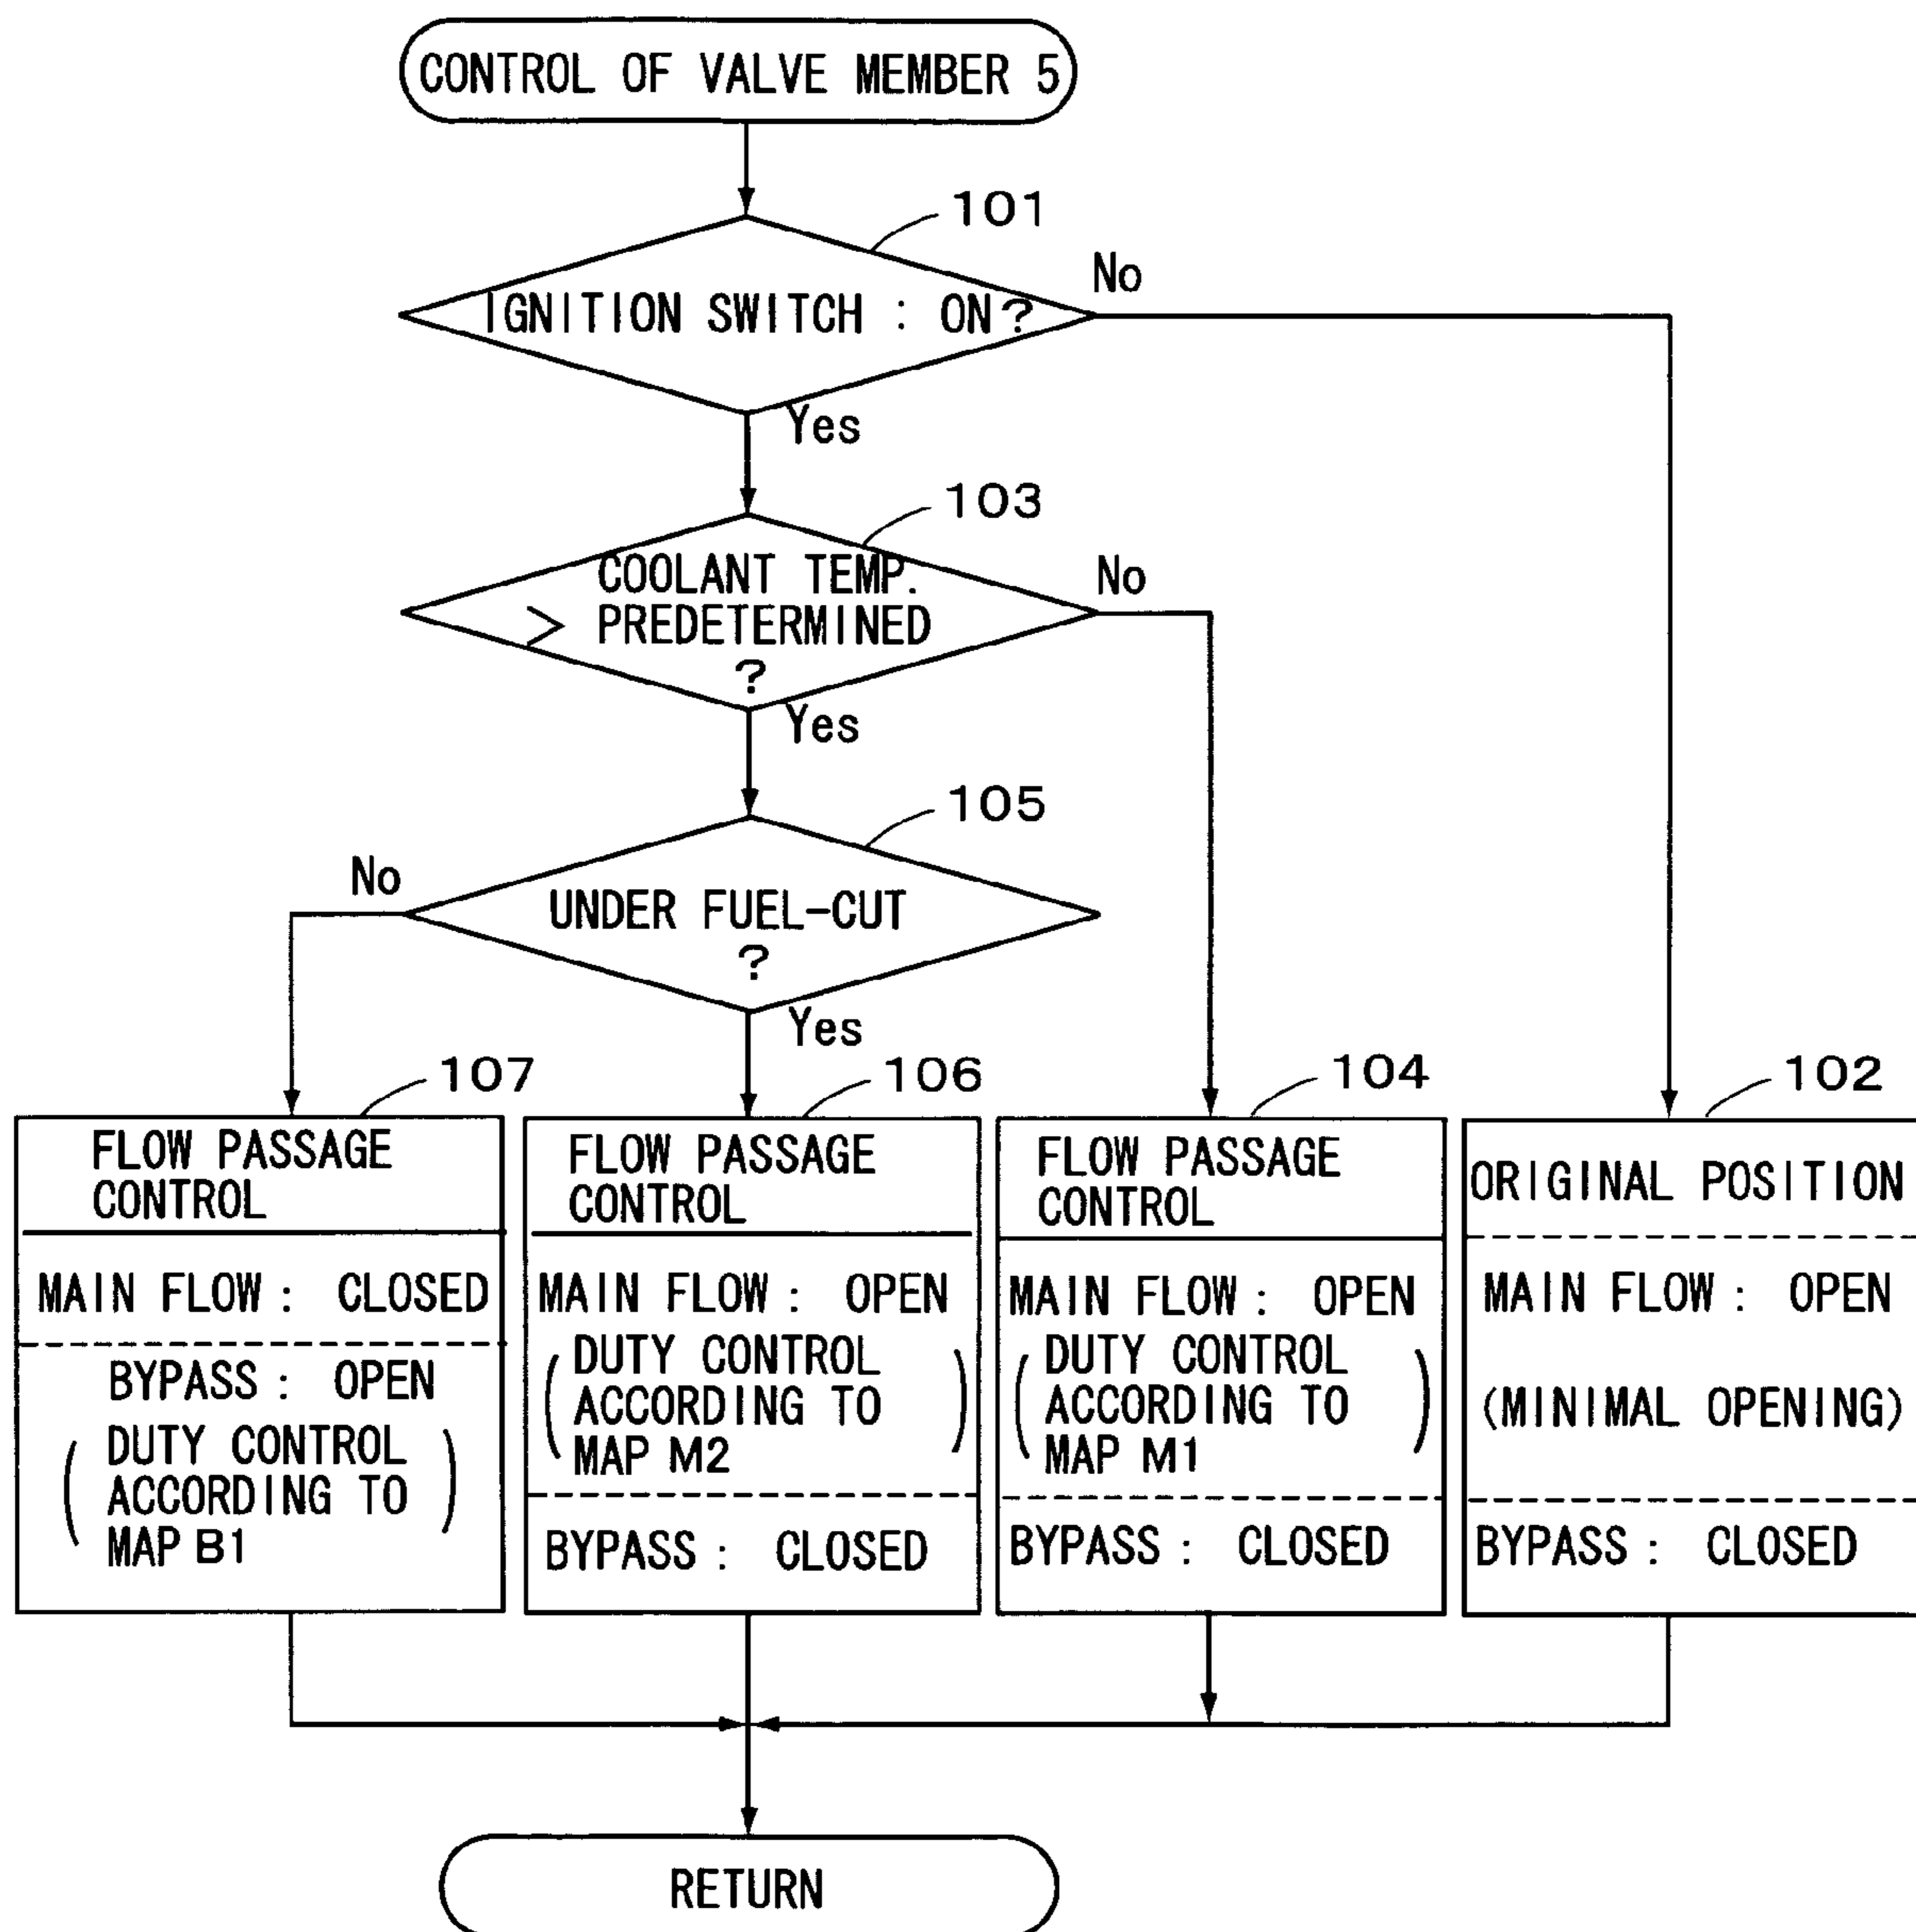 CONTROL OF VALVE MEMBER 5
101
IGNITION SWITCH : ON ?
No
Yes
103
COOLANT TEMP.
> PREDETERMINED
?
No
Yes
105
UNDER FUEL-CUT
?
No
Yes
107
FLOW PASSAGE
CONTROL
MAIN FLOW : CLOSED
BYPASS : OPEN
( DUTY CONTROL
ACCORDING TO
MAP B1 )
106
FLOW PASSAGE
CONTROL
MAIN FLOW : OPEN
( DUTY CONTROL
ACCORDING TO
MAP M2 )
BYPASS : CLOSED
104
FLOW PASSAGE
CONTROL
MAIN FLOW : OPEN
( DUTY CONTROL
ACCORDING TO
MAP M1 )
BYPASS : CLOSED
102
ORIGINAL POSITION
MAIN FLOW : OPEN
(MINIMAL OPENING)
BYPASS : CLOSED
RETURN